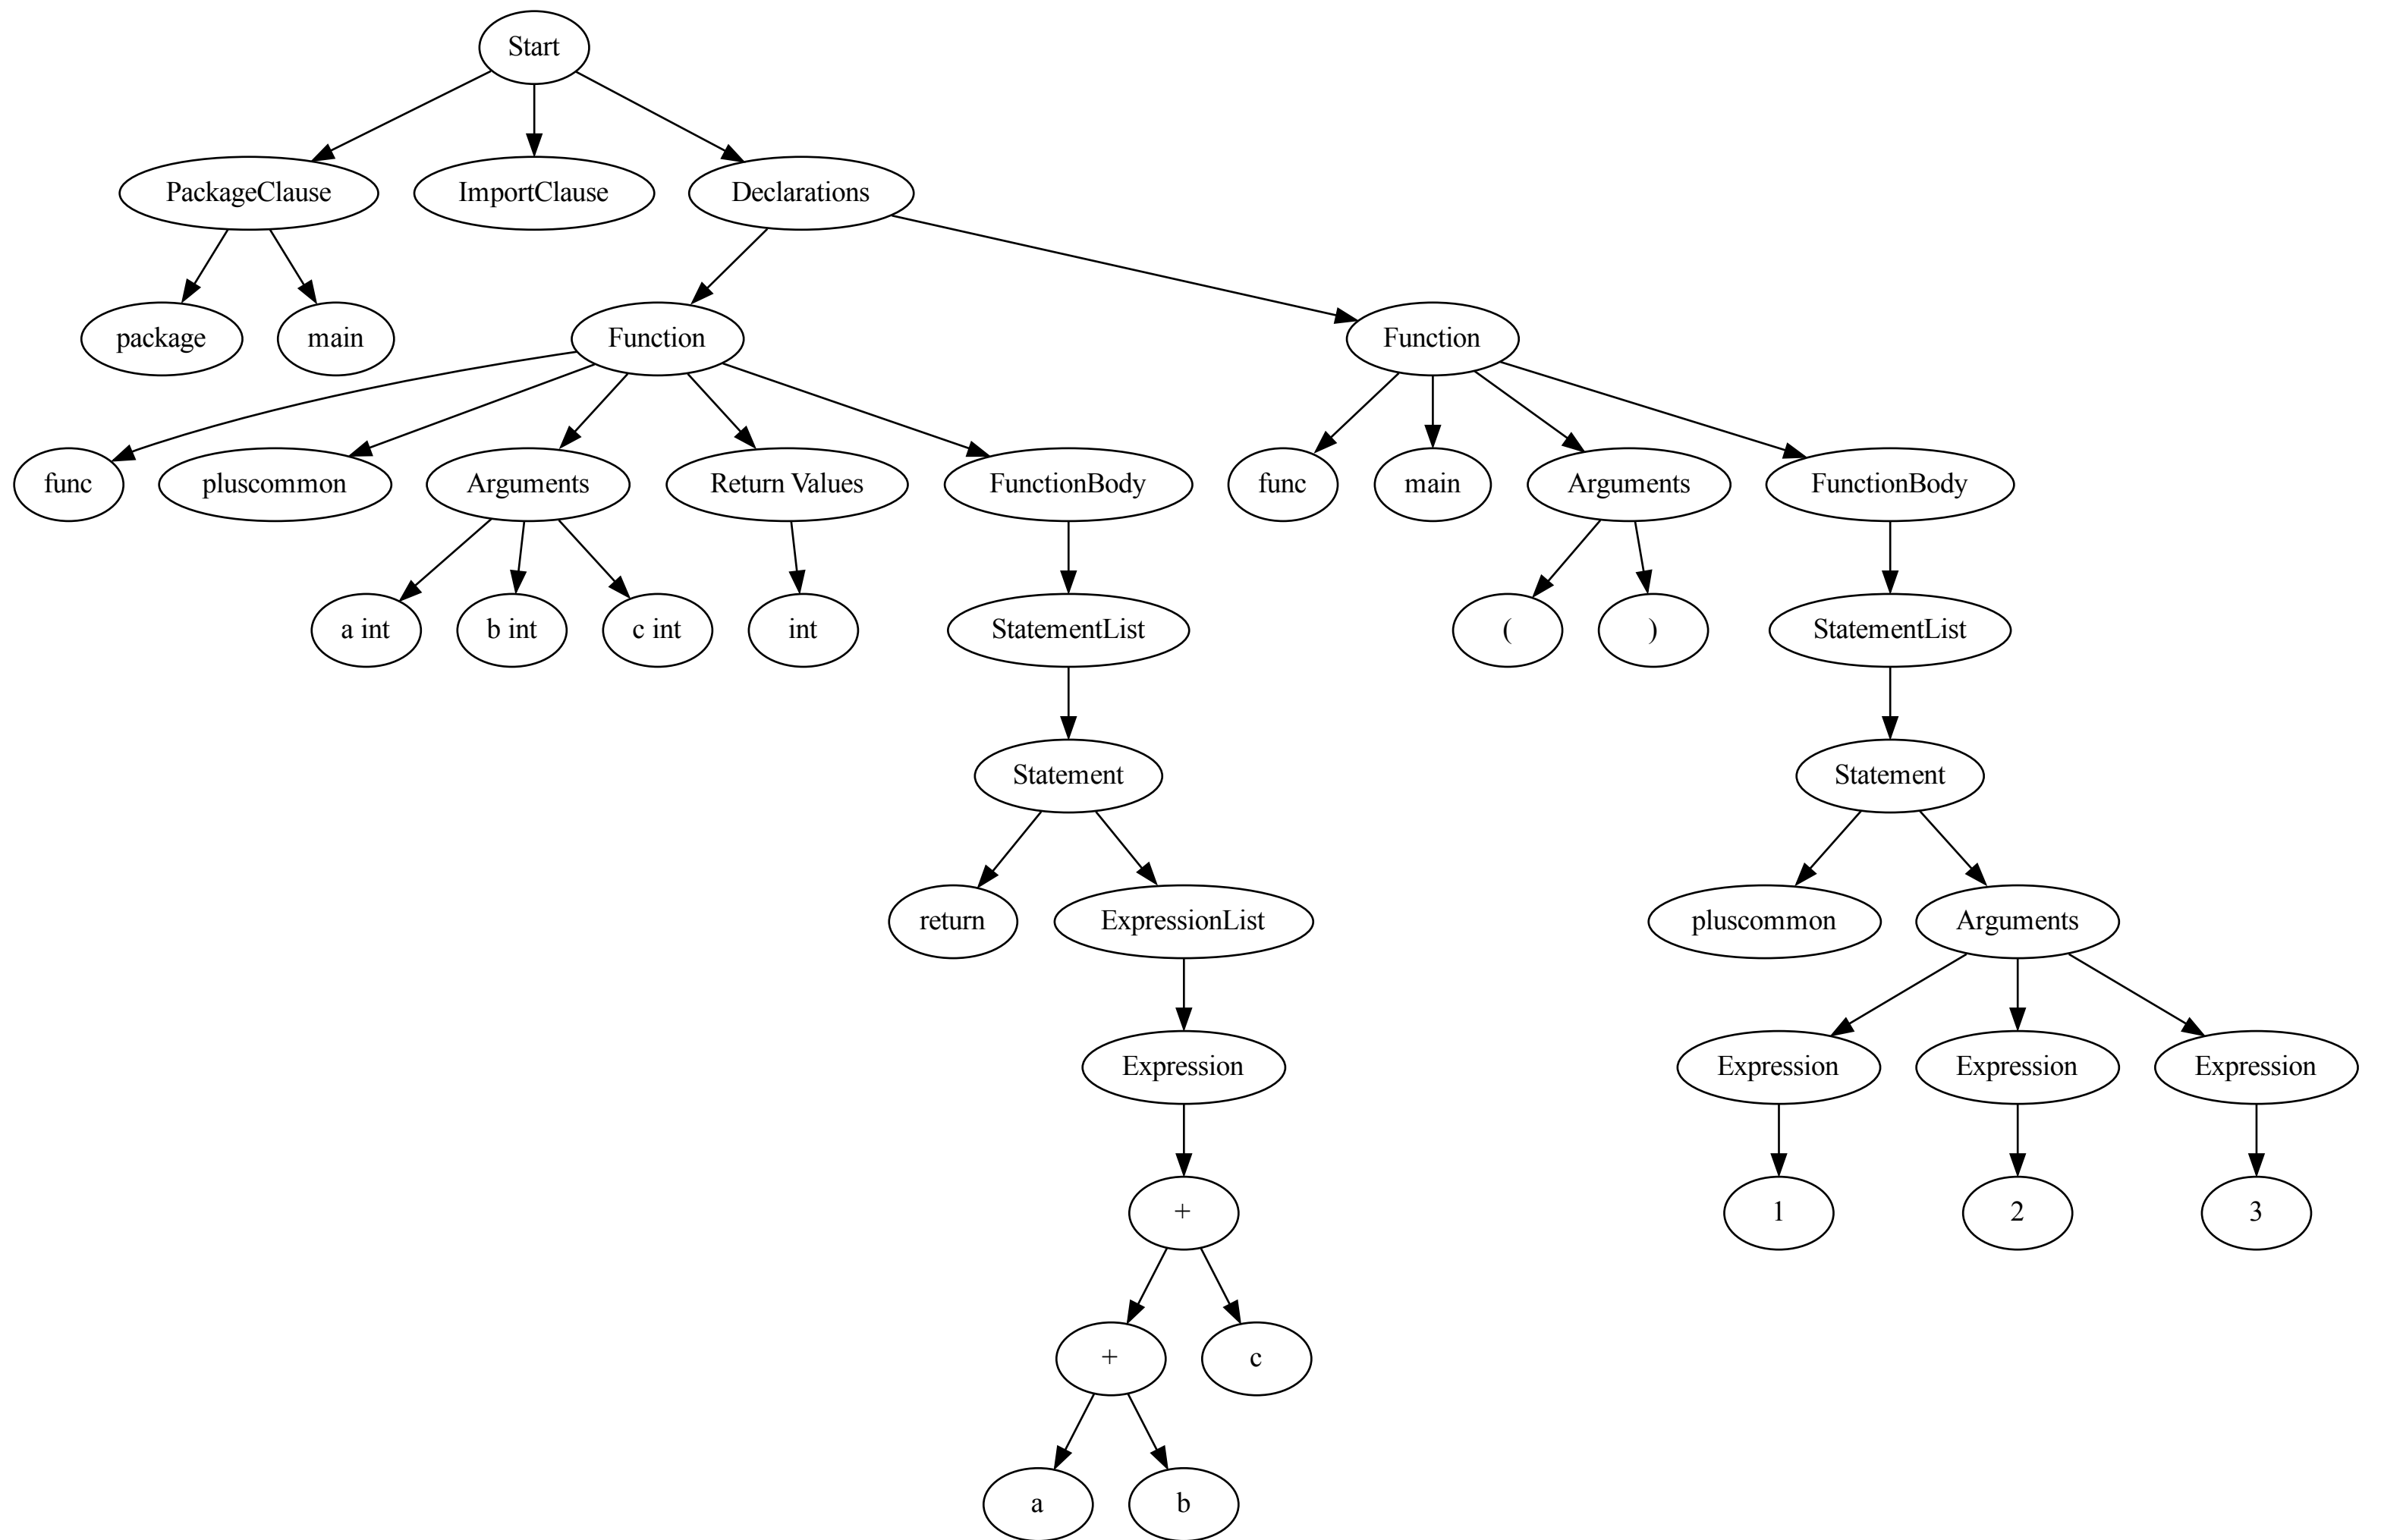 Start
PackageClause
ImportClause
Declarations
package
main
Function
Function
func
pluscommon
Arguments
Return Values
FunctionBody
func
main
Arguments
FunctionBody
a int
b int
c int
int
StatementList
(
)
StatementList
Statement
Statement
return
ExpressionList
pluscommon
Arguments
Expression
Expression
Expression
Expression
+
1
2
3
+
c
a
b